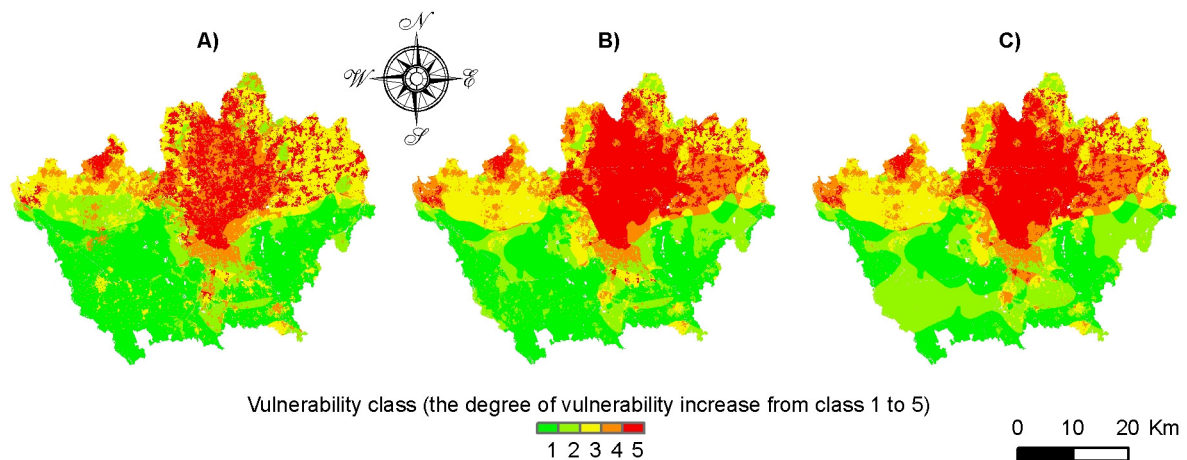 A)
B)
C)
N
W
E
S
Vulnerability class (the degree of vulnerability increase from class 1 to 5)
1 2 3 4 5
0 10 20 Km